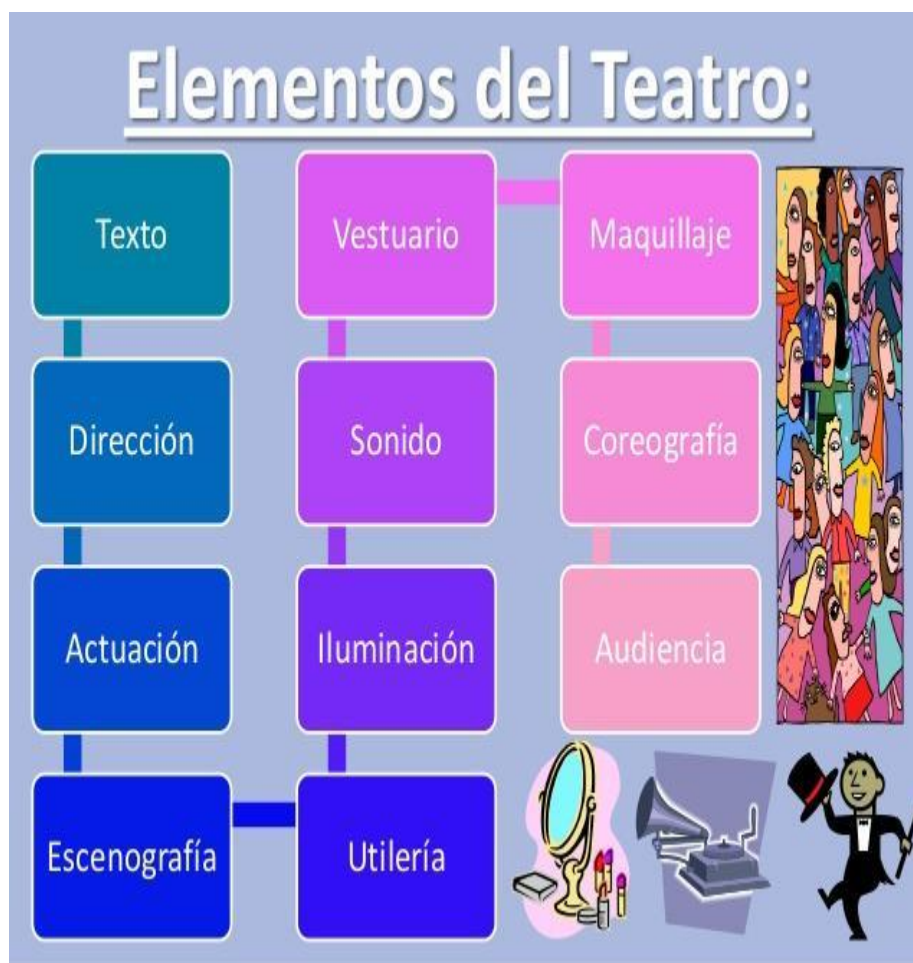 Elementos del Teatro:
Texto
Dirección
Actuación
Escenografía
Utilería
Iluminación
Sonido
Vestuario
Maquillaje
Coreografía
Audiencia